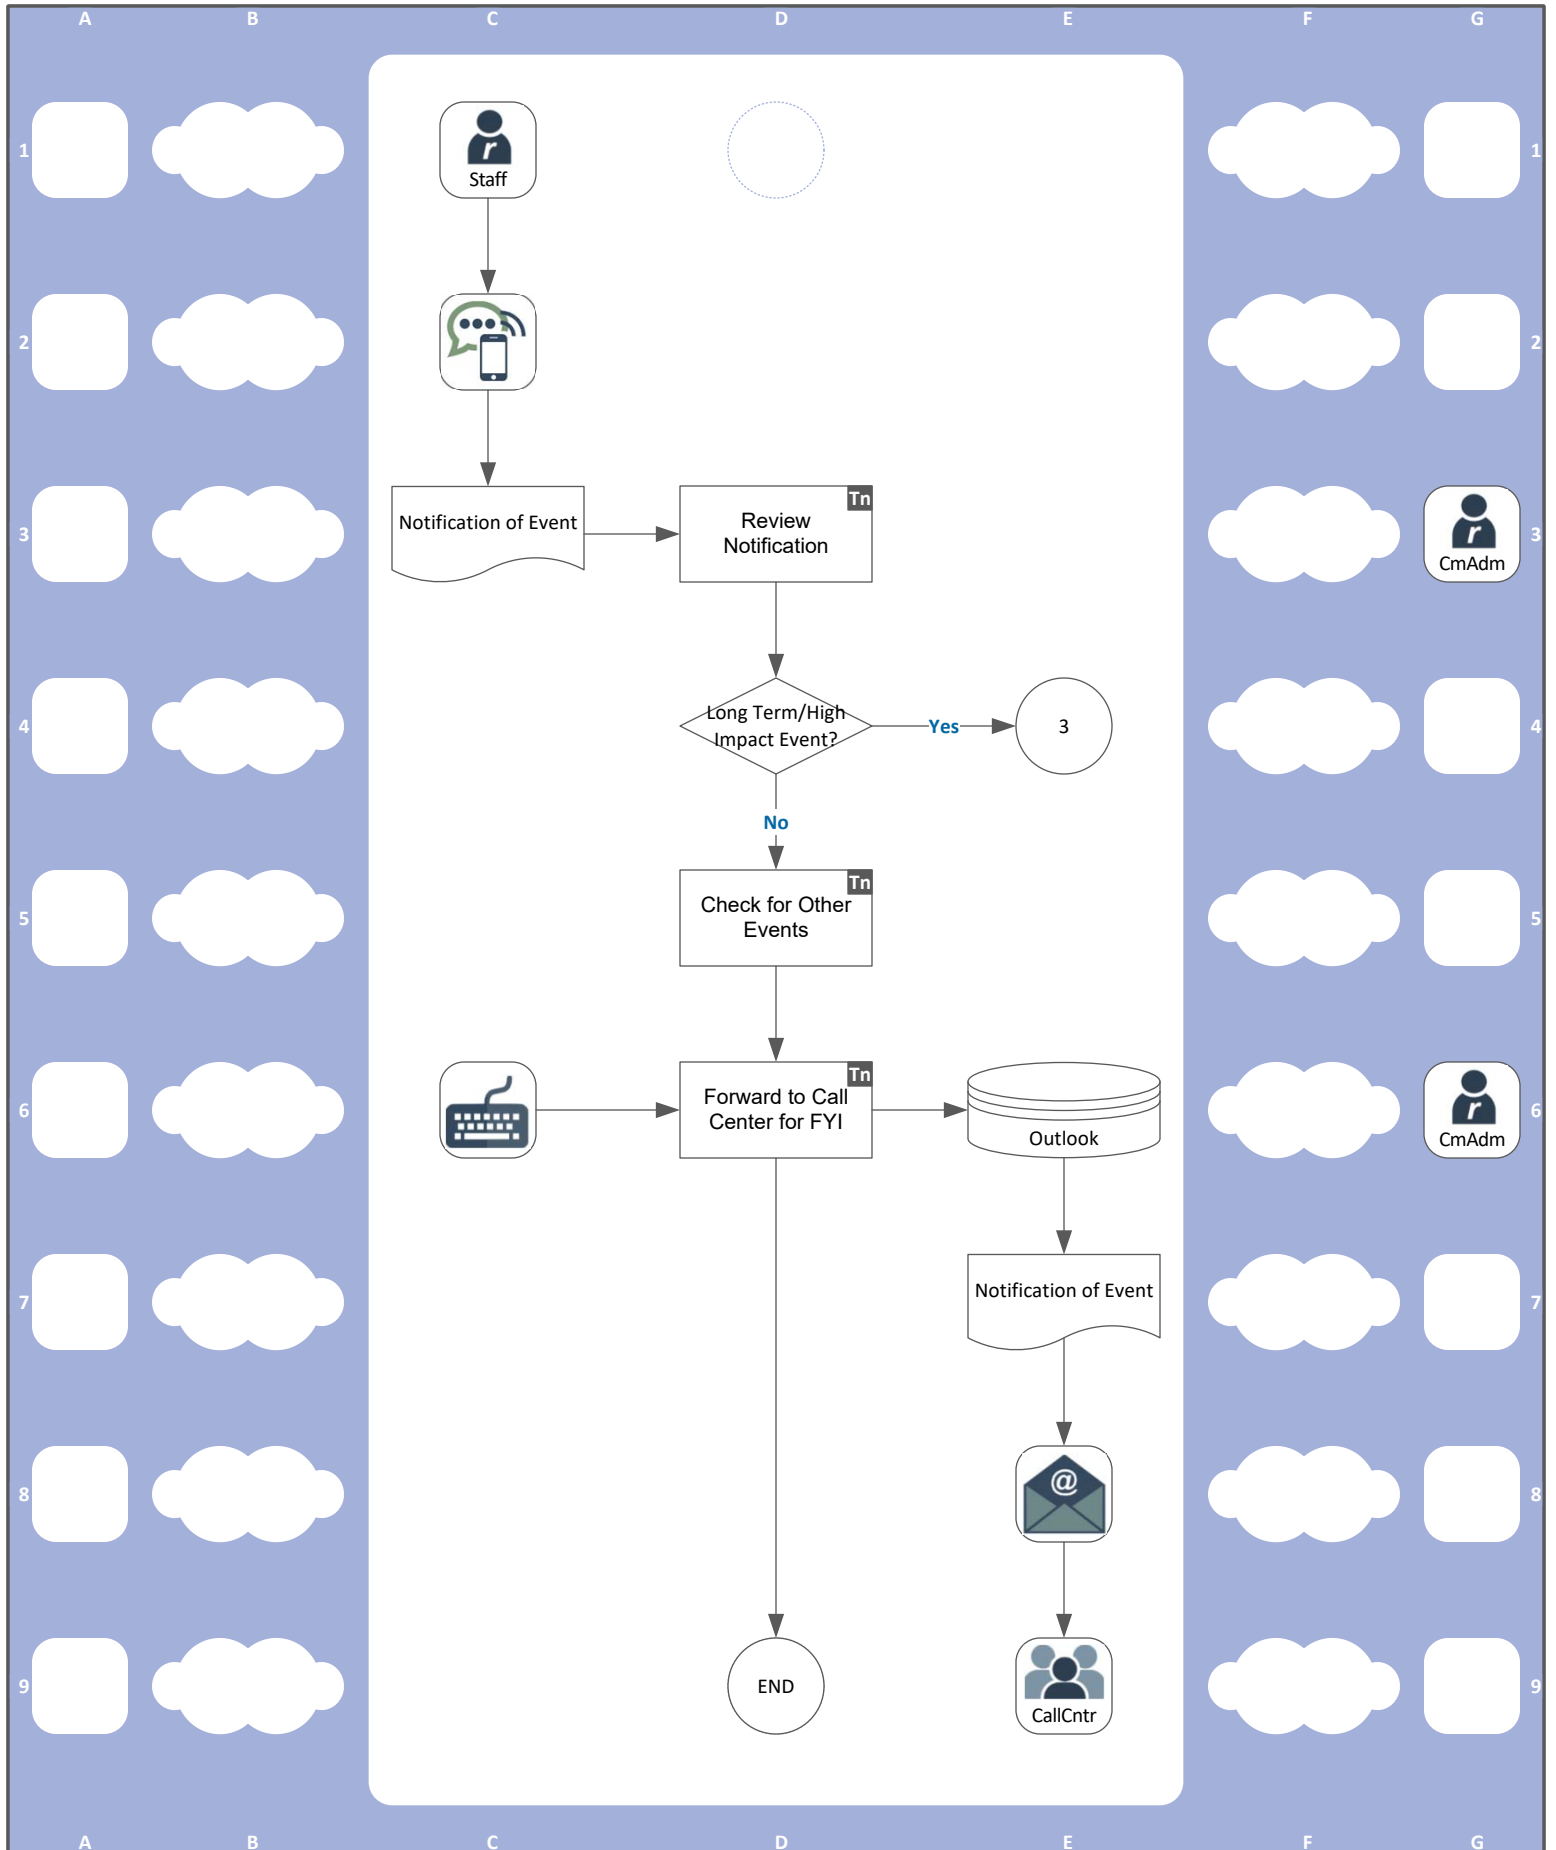 A B C D E F G
1 1
r
Staff
2 2
Tn
3 Notification of Event Review r 3
Notification
CmAdm
Long Term/High
4 Yes 3 4
Impact Event?
No
Tn
Check for Other
5 5
Events
Tn
Forward to Call r
6 6
Center for FYI
Outlook CmAdm
Notification of Event
7 7
@
8 8
9 END 9
CallCntr
A B C D E F G